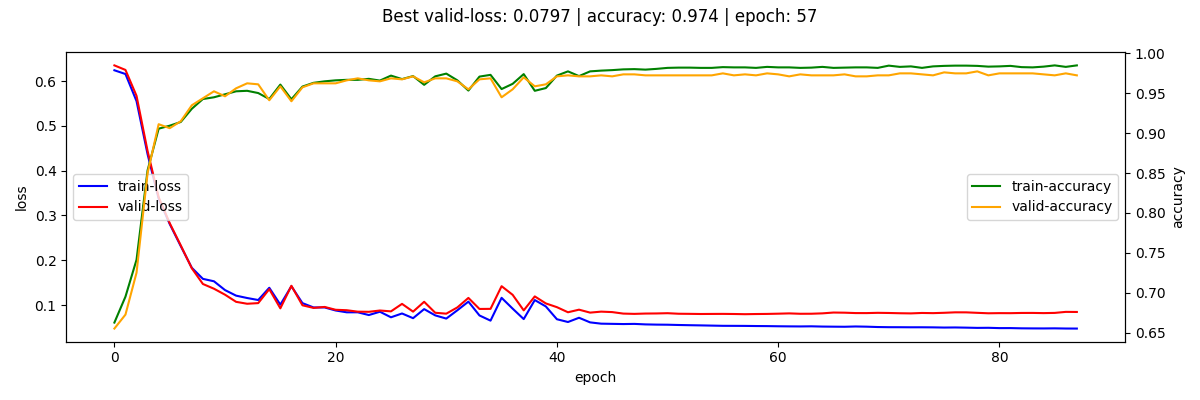 Best valid-loss: 0.0797 | accuracy: 0.974 | epoch: 57
loss
0.6
0.5
0.4
0.3
0.2
0.1
train-loss
valid-loss
train-accuracy
valid-accuracy
1.00
0.95
0.90
0.85
0.80
0.75
0.70
0.65
accuracy
0
20
40
60
80
epoch